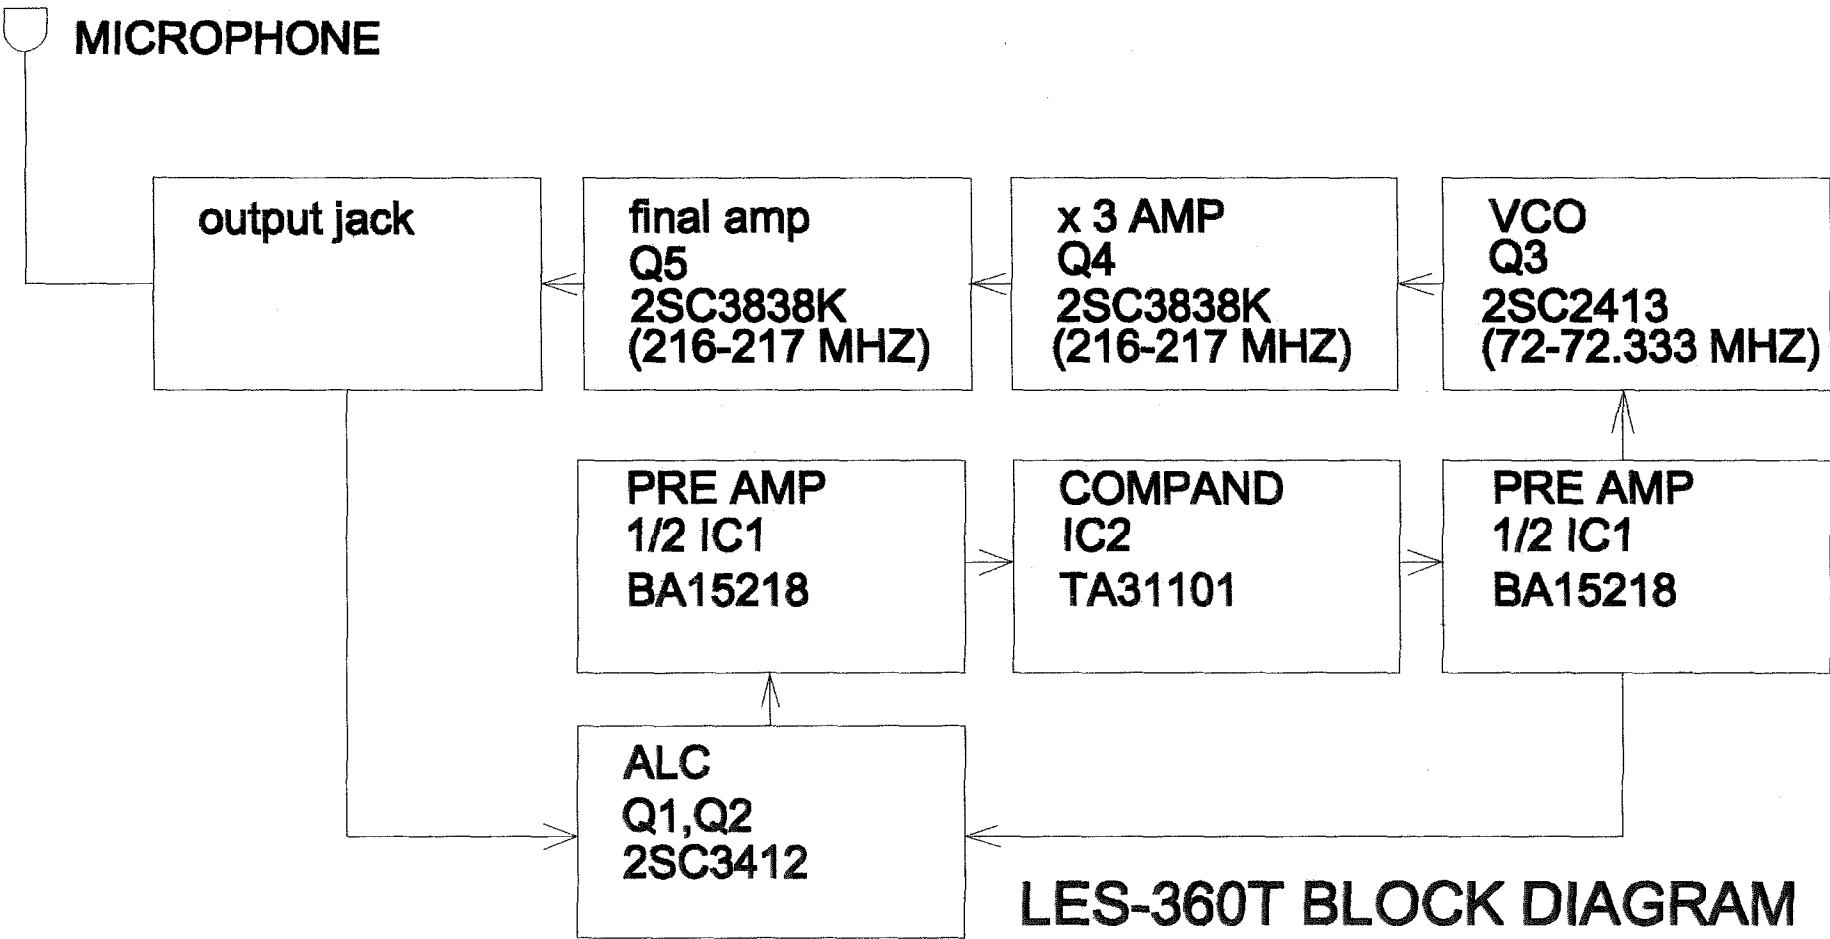 MICROPHONE
output jack
final amp
Q5
2SC3838K
(216-217 MHZ)
x 3 AMP
Q4
2SC3838K
(216-217 MHZ)
VCO
Q3
2SC2413
(72-72.333 MHZ)
PRE AMP
1/2 IC1
BA15218
COMPAND
IC2
TA31101
PRE AMP
1/2 IC1
BA15218
ALC
Q1,Q2
2SC3412
LES-360T BLOCK DIAGRAM